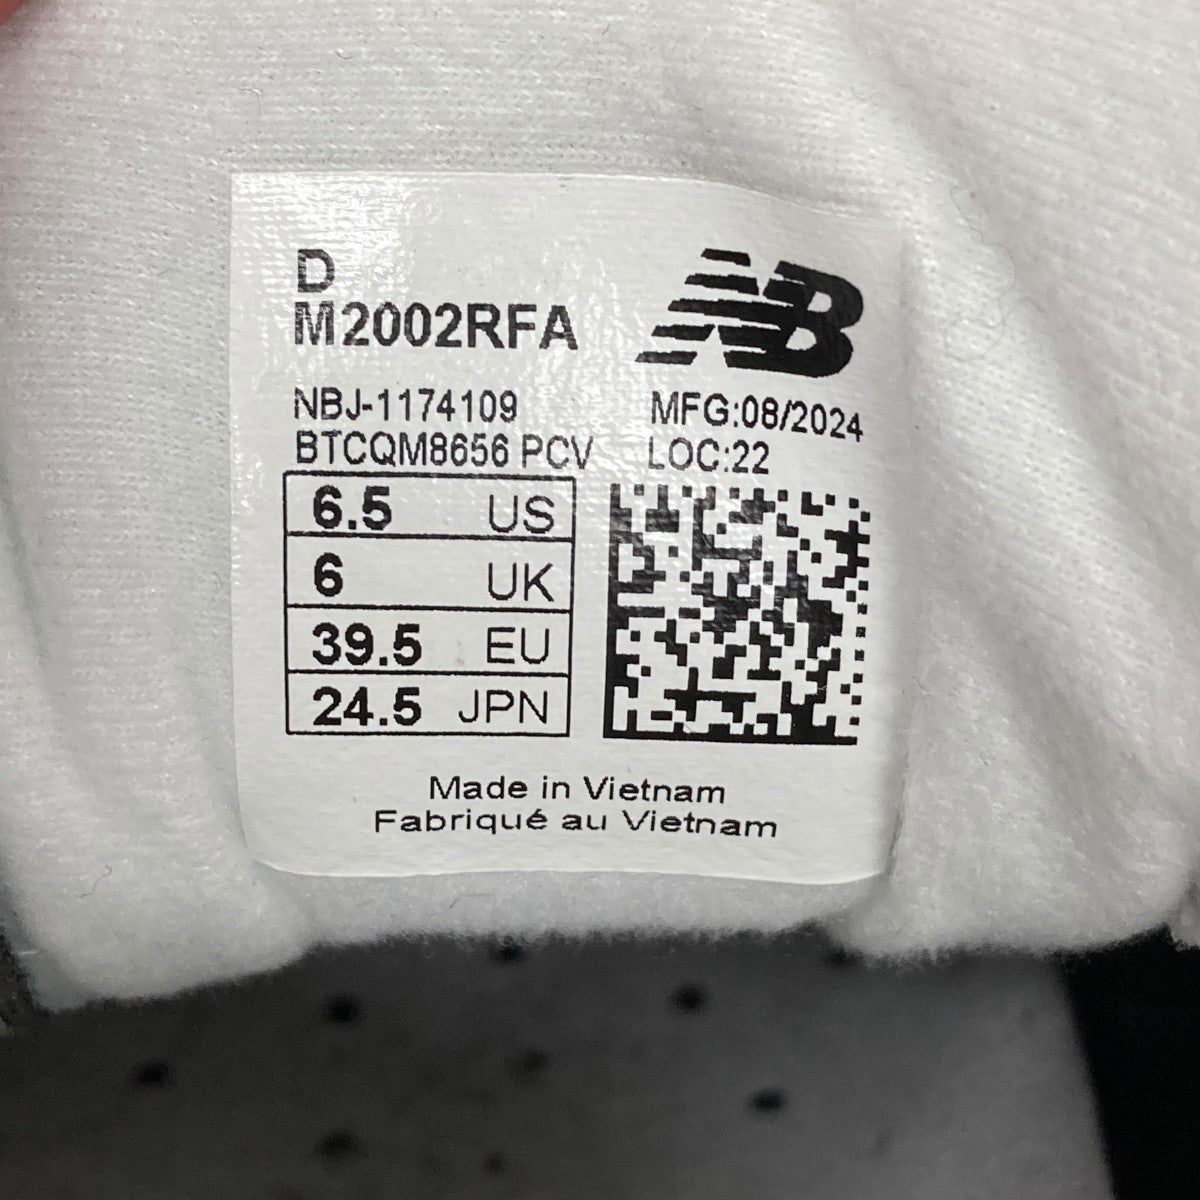 D
M2002RFA
NB
NBJ-1174109
MFG:08/2024
BTCQM8656 PCV
LOC:22
6.5 US
6 UK
39.5 EU
24.5 JPN
Made in Vietnam
Fabriqué au Vietnam